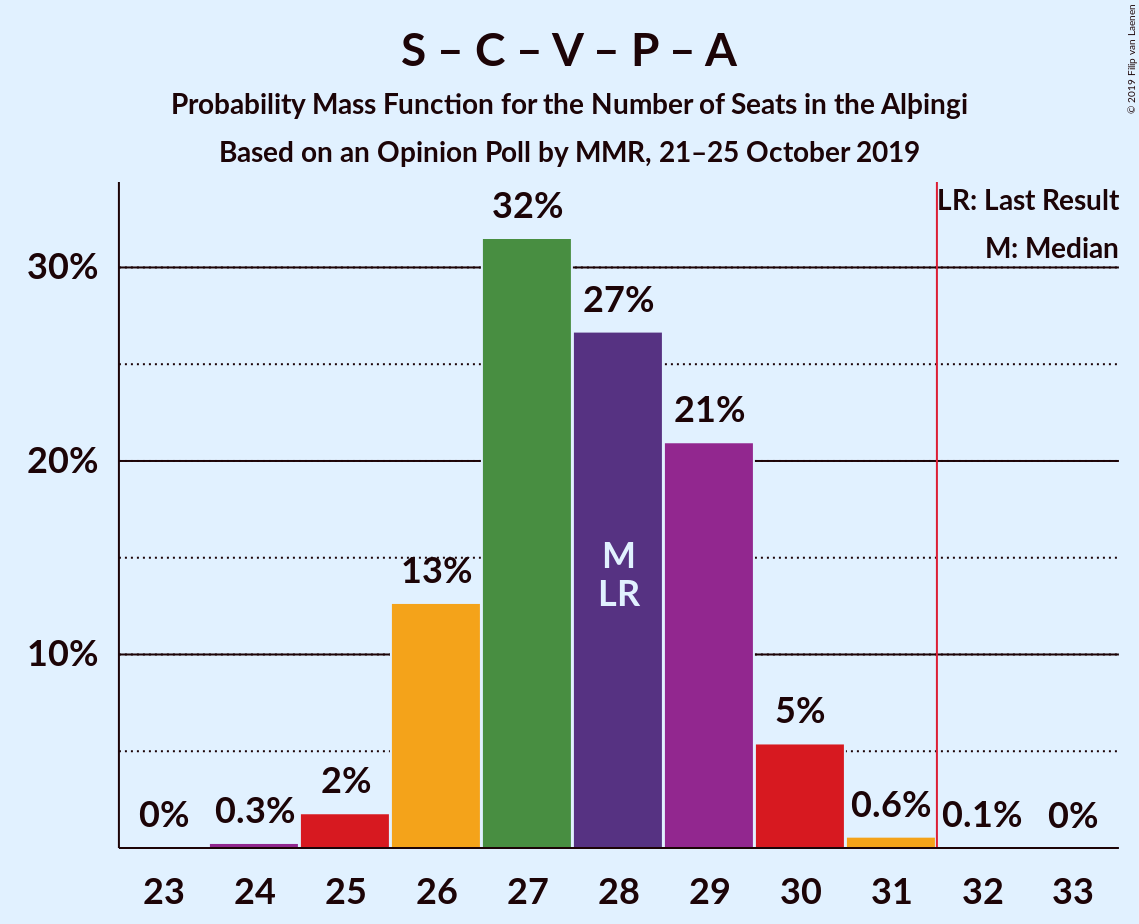 S – C – V – P – A
Probability Mass Function for the Number of Seats in the Alþingi
Based on an Opinion Poll by MMR, 21–25 October 2019
© 2019 Filip van Laenen
LR: Last Result
M: Median
30%
20%
10%
0%
0.3%
2%
13%
32%
27%
21%
5%
0.6%
0.1%
0%
M
LR
23 24 25 26 27 28 29 30 31 32 33